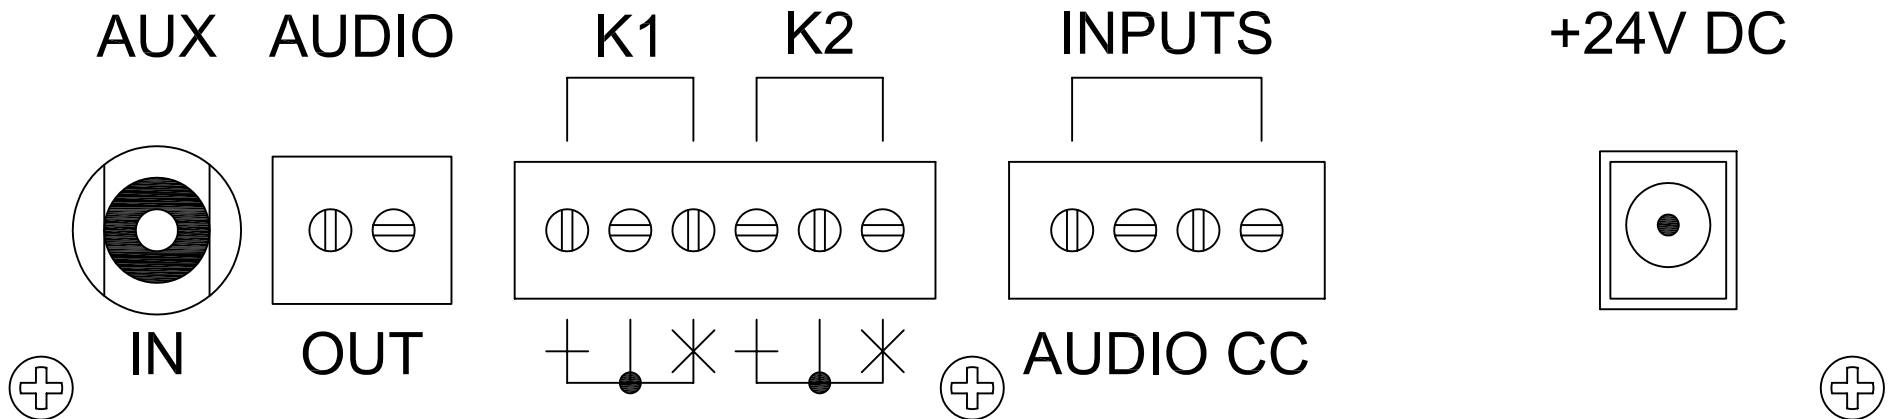 AUX AUDIO K1 K2 INPUTS +24V DC
IN OUT AUDIO CC